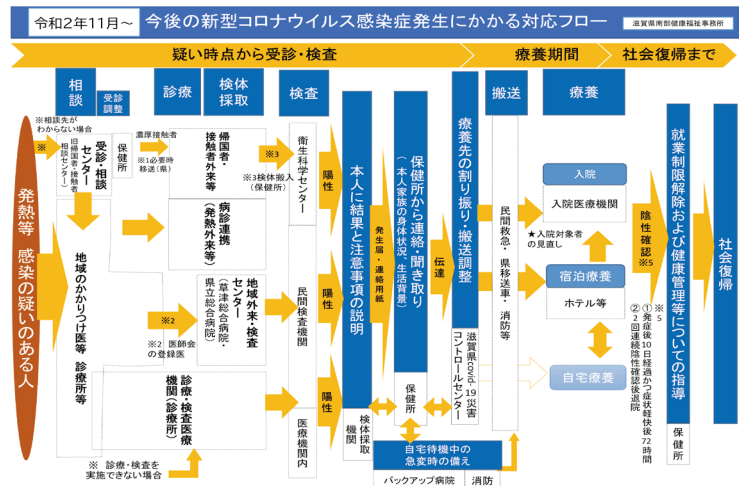 令和２年11月～
今後の新型コロナウイルス感染症発生にかかる対応フロー
滋賀県南部健康福祉事務所
疑い時点から受診・検査
療養期間
社会復帰まで
相談
受診
調整
診療
検体
採取
検査
搬送
療養
発熱等 感染の疑いのある人
※相談先が
わからない場合
※
受診・相談
センター
(旧帰国者・接触者
相談センター)
保健所
地域のかかりつけ医等 診療所等
濃厚接触者
※1必要時
移送（県）
帰国者・
接触者外来等
病診連携
（発熱外来等）
※2
※2 医師会
の登録医
地域外来・検査
センター
（草津総合病院・
県立総合病院）
診療・検査医療
機関（診療所）
※ 診療・検査を
実施できない場合
※3
※3検体搬入
（保健所）
衛生科学センター
民間検査機関
医療機関内
陽性
陽性
陽性
本人に結果と注意事項の説明
検体採取
機関
発生届・連絡用紙
保健所から連絡・聞き取り
（本人家族の身体状況、生活背景）
保健所
伝達
療養先の割り振り・搬送調整
滋賀県covid-19災害
コントロールセンター
自宅待機中の
急変時の備え
バックアップ病院
消防
民間救急・県移送車・消防等
入院
入院医療機関
★入院対象者
の見直し
宿泊療養
ホテル等
自宅療養
陰性確認※5
※5
①発症後10日経過かつ症状軽快後72時間
②2回連続陰性確認後退院
就業制限解除および健康管理等についての指導
保健所
社会復帰